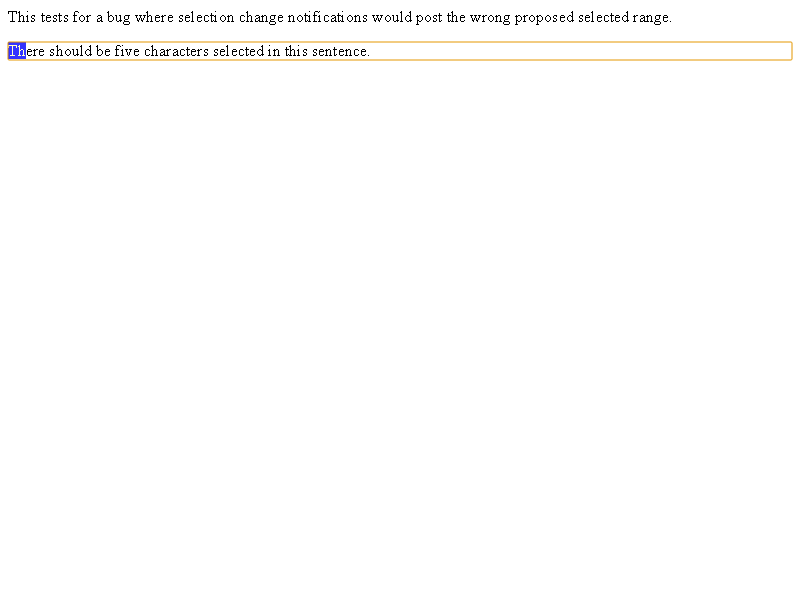 This tests for a bug where selection change notifications would post the wrong proposed selected range.
There should be five characters selected in this sentence.